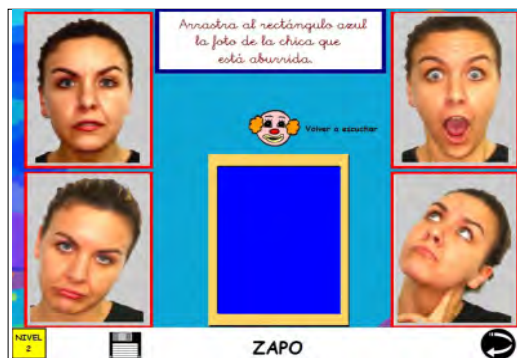 Arrastra al rectángulo azul
la foto de la chica que
está aburrida.
Volver a escuchar
NIVEL
2
ZAPO